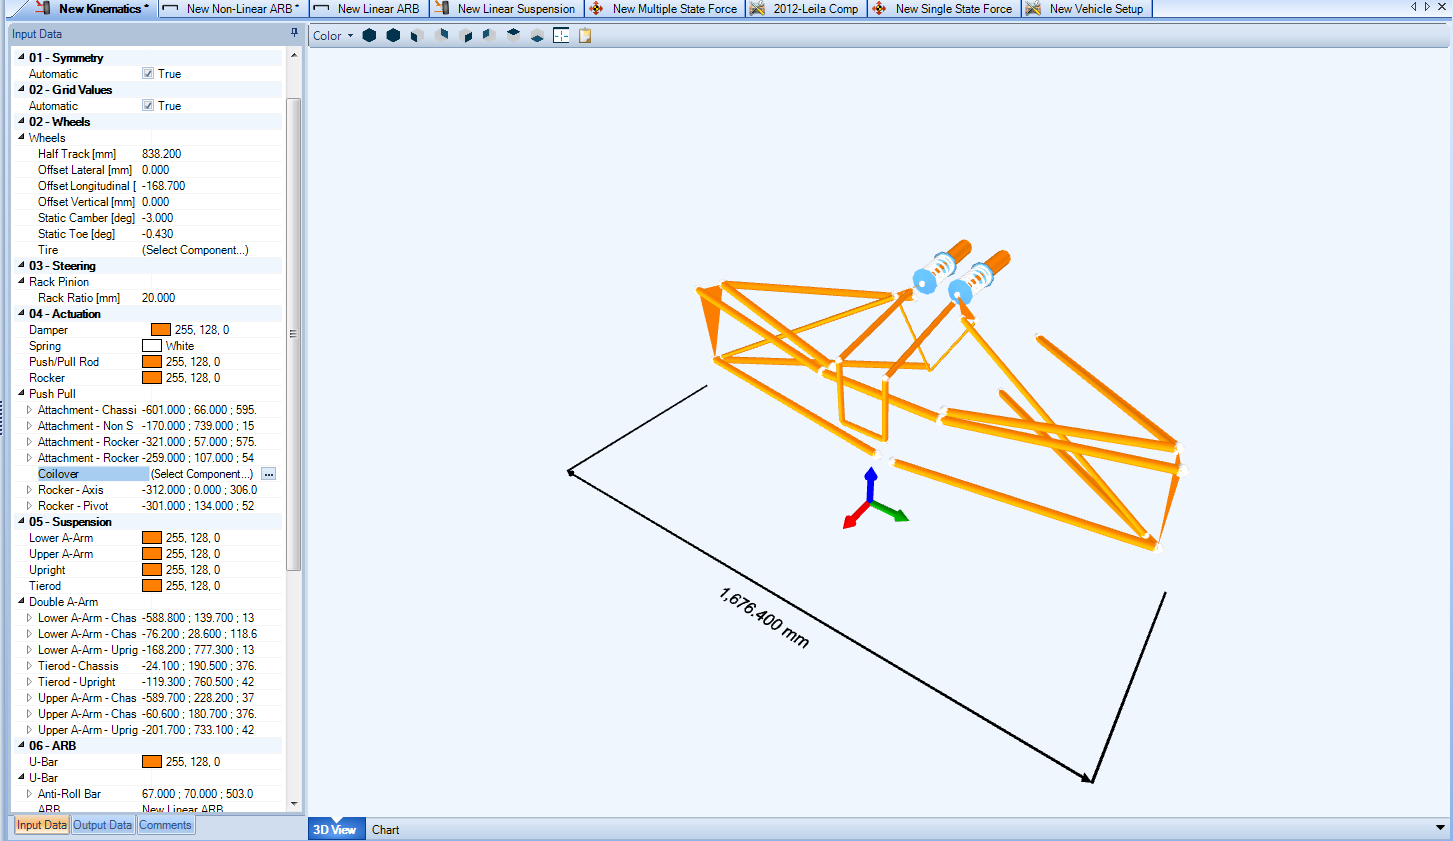 New Kinematics * New Non-Linear ARB * New Linear ARB New Linear Suspension New Multiple State Force 2012-Leila Comp New Single State Force New Vehicle Setup
Input Data
Color
01 - Symmetry
Automatic True
02 - Grid Values
Automatic True
02 - Wheels
Wheels
Half Track [mm] 838.200
Offset Lateral [mm] 0.000
Offset Longitudinal [ -168.700
Offset Vertical [mm] 0.000
Static Camber [deg] -3.000
Static Toe [deg] -0.430
Tire (Select Component...)
03 - Steering
Rack Pinion
Rack Ratio [mm] 20.000
04 - Actuation
Damper 255, 128, 0
Spring White
Push/Pull Rod 255, 128, 0
Rocker 255, 128, 0
Push Pull
Attachment - Chassi -601.000 ; 66.000 ; 595.
Attachment - Non S -170.000 ; 739.000 ; 15
Attachment - Rocker -321.000 ; 57.000 ; 575.
Attachment - Rocker -259.000 ; 107.000 ; 54
Coilover (Select Component...) ...
Rocker - Axis -312.000 ; 0.000 ; 306.0
Rocker - Pivot -301.000 ; 134.000 ; 52
05 - Suspension
Lower A-Arm 255, 128, 0
Upper A-Arm 255, 128, 0
Upright 255, 128, 0
Tierod 255, 128, 0
Double A-Arm
Lower A-Arm - Chas -588.800 ; 139.700 ; 13
Lower A-Arm - Chas -76.200 ; 28.600 ; 118.6
Lower A-Arm - Uprig -168.200 ; 777.300 ; 13
Tierod - Chassis -24.100 ; 190.500 ; 376.
Tierod - Upright -119.300 ; 760.500 ; 42
Upper A-Arm - Chas -589.700 ; 228.200 ; 37
Upper A-Arm - Chas -60.600 ; 180.700 ; 376.
Upper A-Arm - Uprig -201.700 ; 733.100 ; 42
06 - ARB
U-Bar 255, 128, 0
U-Bar
Anti-Roll Bar 67.000 ; 70.000 ; 503.0
ARB New Linear ARB
Input Data Output Data Comments
1,676.400 mm
3D View Chart